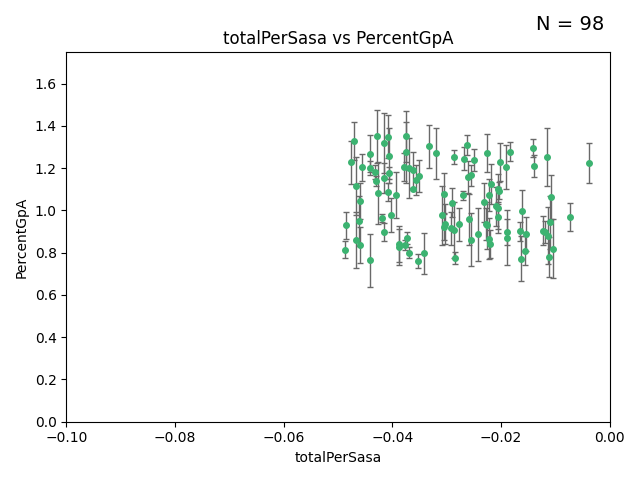 N = 98
totalPerSasa vs PercentGpA
PercentGpA
1.6
1.4
1.2
1.0
0.8
0.6
0.4
0.2
0.0
−0.10 −0.08 −0.06 −0.04 −0.02 0.00
totalPerSasa